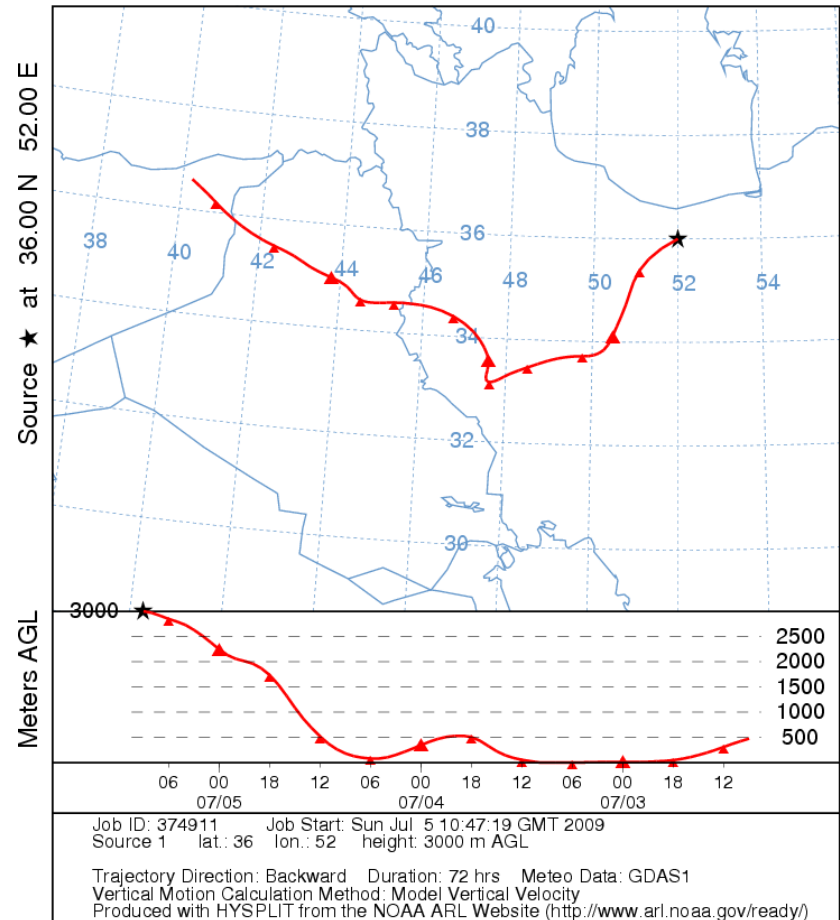 Source ★ at 36.00 N 52.00 E
40
38
36
38
40
42
44
46
48
50
52
54
34
32
30
Meters AGL
3000
2500
2000
1500
1000
500
06 00 18 12 06 00 18 12 06 00 18 12
07/05 07/04 07/03
Job ID: 374911 Job Start: Sun Jul 5 10:47:19 GMT 2009
Source 1 lat.: 36 lon.: 52 height: 3000 m AGL
Trajectory Direction: Backward Duration: 72 hrs Meteo Data: GDAS1
Vertical Motion Calculation Method: Model Vertical Velocity
Produced with HYSPLIT from the NOAA ARL Website (http://www.arl.noaa.gov/ready/)